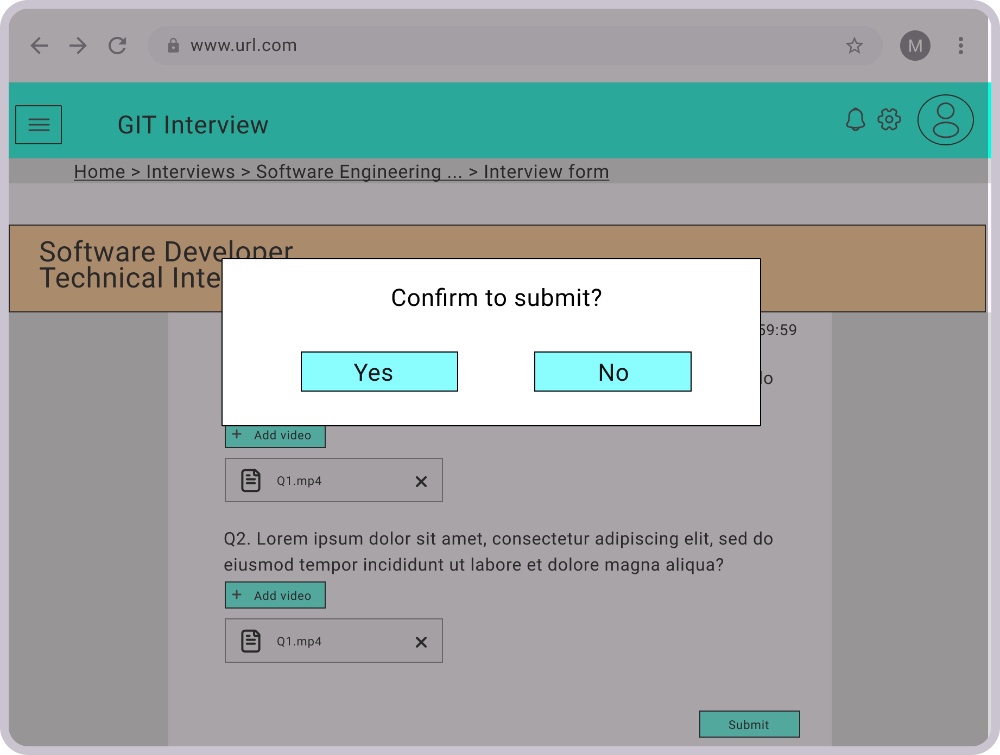 www.url.com
M
GIT Interview
Home > Interviews > Software Engineering ... > Interview form
Software Developer
Technical
Confirm to submit?
59:59
Yes
No
+ Add video
Q1.mp4
Q2. Lorem ipsum dolor sit amet, consectetur adipiscing elit, sed do
eiusmod tempor incididunt ut labore et dolore magna aliqua?
+ Add video
Q1.mp4
Submit